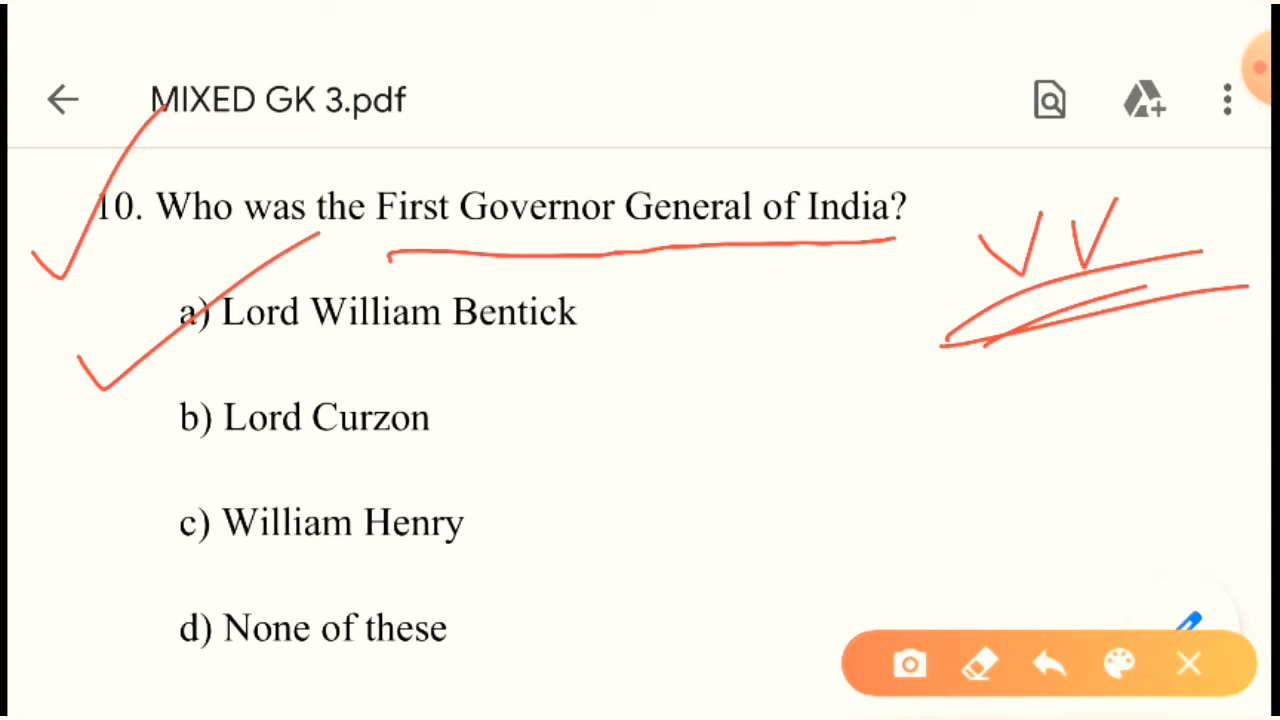 MIXED GK 3.pdf
10. Who was the First Governor General of India?
a) Lord William Bentick
b) Lord Curzon
c) William Henry
d) None of these